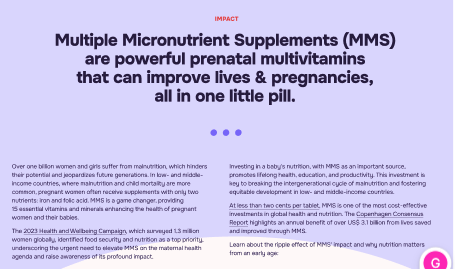 IMPACT
Multiple Micronutrient Supplements (MMS)
are powerful prenatal multivitamins
that can improve lives & pregnancies,
all in one little pill.
Over one billion women and girls suffer from malnutrition, which hinders
their potential and jeopardizes future generations. In low- and middle-
income countries, where malnutrition and child mortality are more
common, pregnant women often receive supplements with only two
nutrients: iron and folic acid. MMS is a game changer, providing
15 essential vitamins and minerals enhancing the health of pregnant
women and their babies.
The 2023 Health and Wellbeing Campaign, which surveyed 1.3 million
women globally, identified food security and nutrition as a top priority,
underscoring the urgent need to elevate MMS on the maternal health
agenda and raise awareness of its profound impact.
Investing in a baby's nutrition, with MMS as an important source,
promotes lifelong health, education, and productivity. This investment is
key to breaking the intergenerational cycle of malnutrition and fostering
equitable development in low- and middle-income countries.
At less than two cents per tablet, MMS is one of the most cost-effective
investments in global health and nutrition. The Copenhagen Consensus
Report highlights an annual benefit of over US$ 3.1 billion from lives saved
and improved through MMS.
Learn about the ripple effect of MMS' impact and why nutrition matters
from an early age:
G